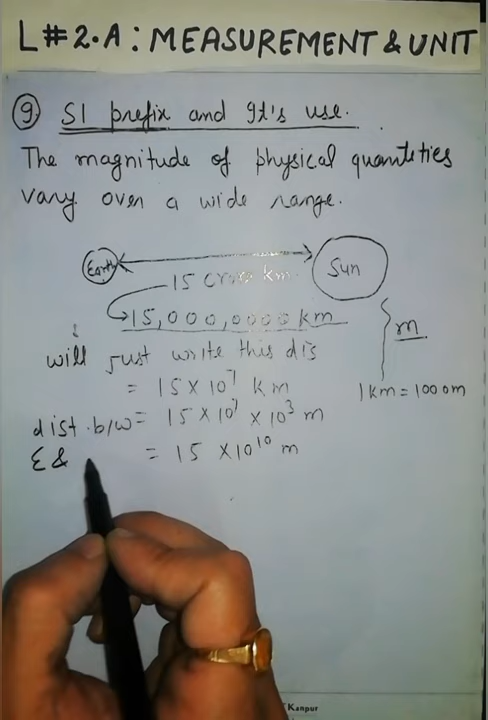 L#2.A: MEASUREMENT & UNIT
9. SI prefix and It's use.
The magnitude of physical quantities
vary over a wide range.
Earth
Sun
15 crore km.
15,000,0000 km
will just write this dis
= 15 × 10⁷ km
dist. b/w = 15 × 10⁷ × 10³ m
E& = 15 × 10¹⁰ m
m
1 km = 1000m
Kanpur